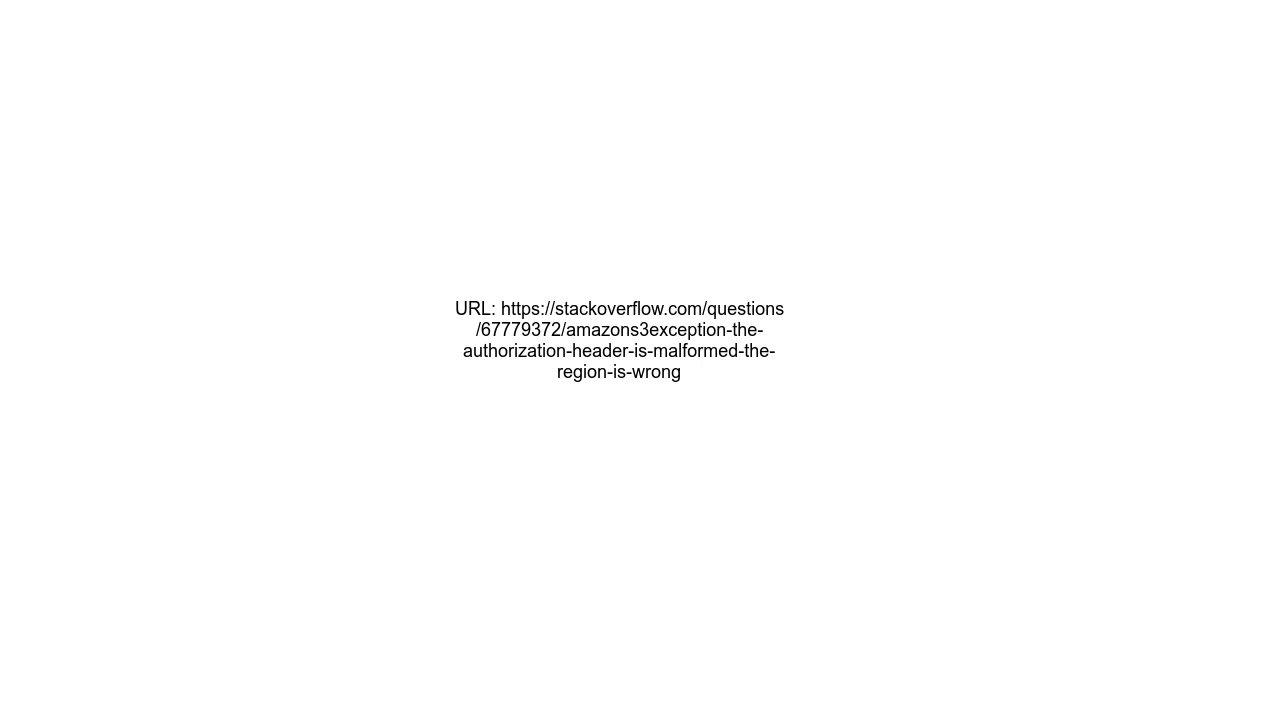 URL: https://stackoverflow.com/questions
/67779372/amazons3exception-the-
authorization-header-is-malformed-the-
region-is-wrong